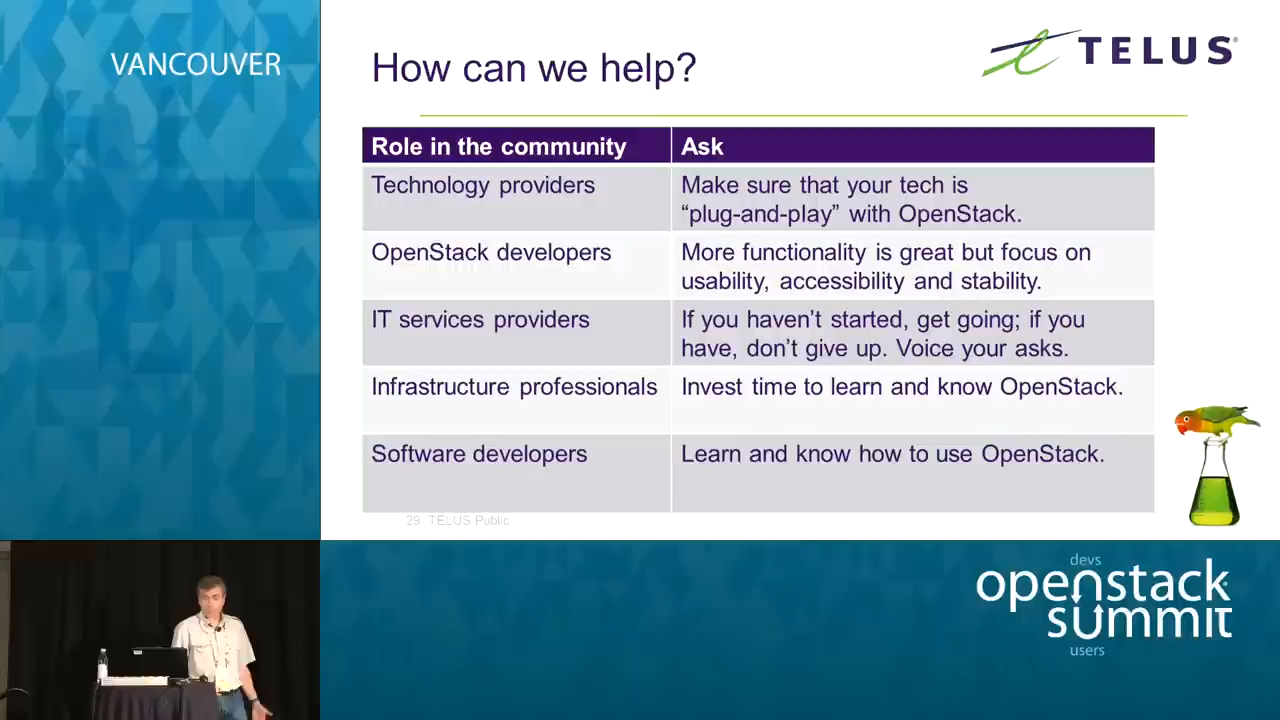 VANCOUVER
How can we help?
TELUS®
Role in the community
Ask
Technology providers
Make sure that your tech is
“plug-and-play” with OpenStack.
OpenStack developers
More functionality is great but focus on
usability, accessibility and stability.
IT services providers
If you haven’t started, get going; if you
have, don’t give up. Voice your asks.
Infrastructure professionals
Invest time to learn and know OpenStack.
Software developers
Learn and know how to use OpenStack.
29 TELUS Public
devs
openstack
summit
users